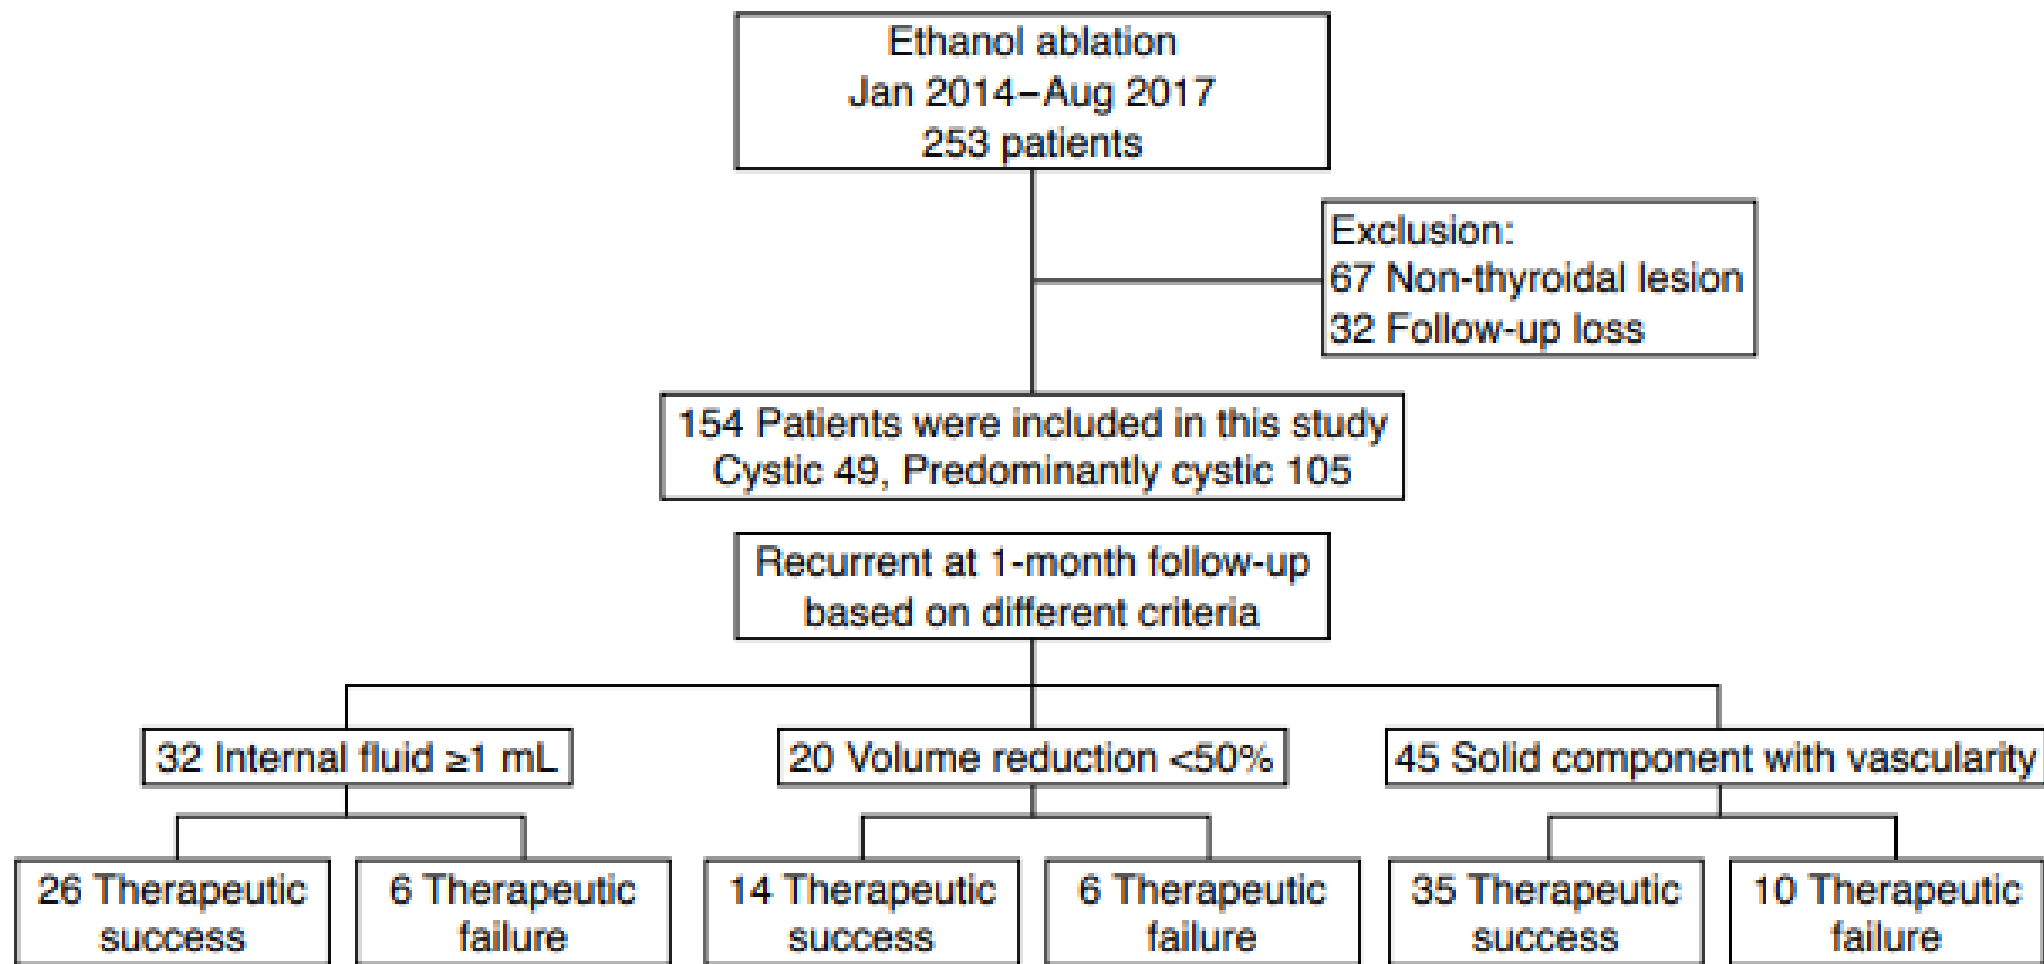 Ethanol ablation
Jan 2014–Aug 2017
253 patients
Exclusion:
67 Non-thyroidal lesion
32 Follow-up loss
154 Patients were included in this study
Cystic 49, Predominantly cystic 105
Recurrent at 1-month follow-up
based on different criteria
32 Internal fluid ≥1 mL
20 Volume reduction <50%
45 Solid component with vascularity
26 Therapeutic
success
6 Therapeutic
failure
14 Therapeutic
success
6 Therapeutic
failure
35 Therapeutic
success
10 Therapeutic
failure